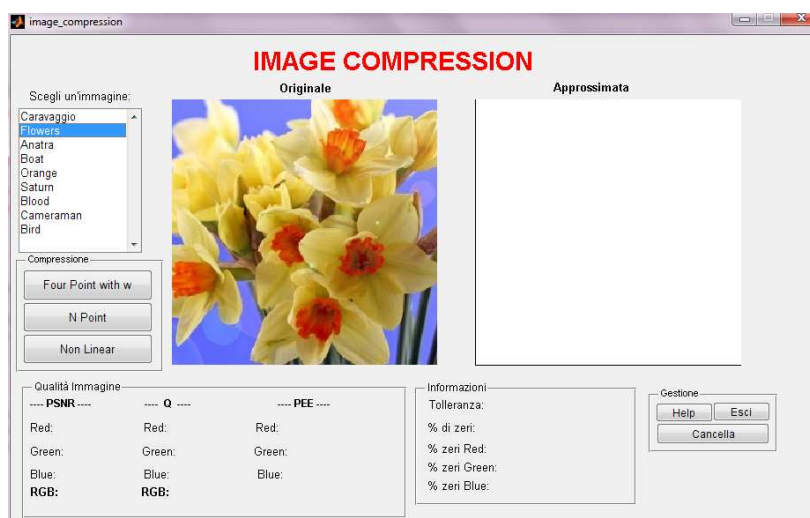 image_compression
IMAGE COMPRESSION
Scegli un'immagine:
Originale
Approssimata
Caravaggio
Flowers
Anatra
Boat
Orange
Saturn
Blood
Cameraman
Bird
Compressione
Four Point with w
N Point
Non Linear
Qualità Immagine
---- PSNR ---- ---- Q ---- ---- PEE ----
Red: Red: Red:
Green: Green: Green:
Blue: Blue: Blue:
RGB: RGB:
Informazioni
Tolleranza:
% di zeri:
% zeri Red:
% zeri Green:
% zeri Blue:
Gestione
Help Esci
Cancella